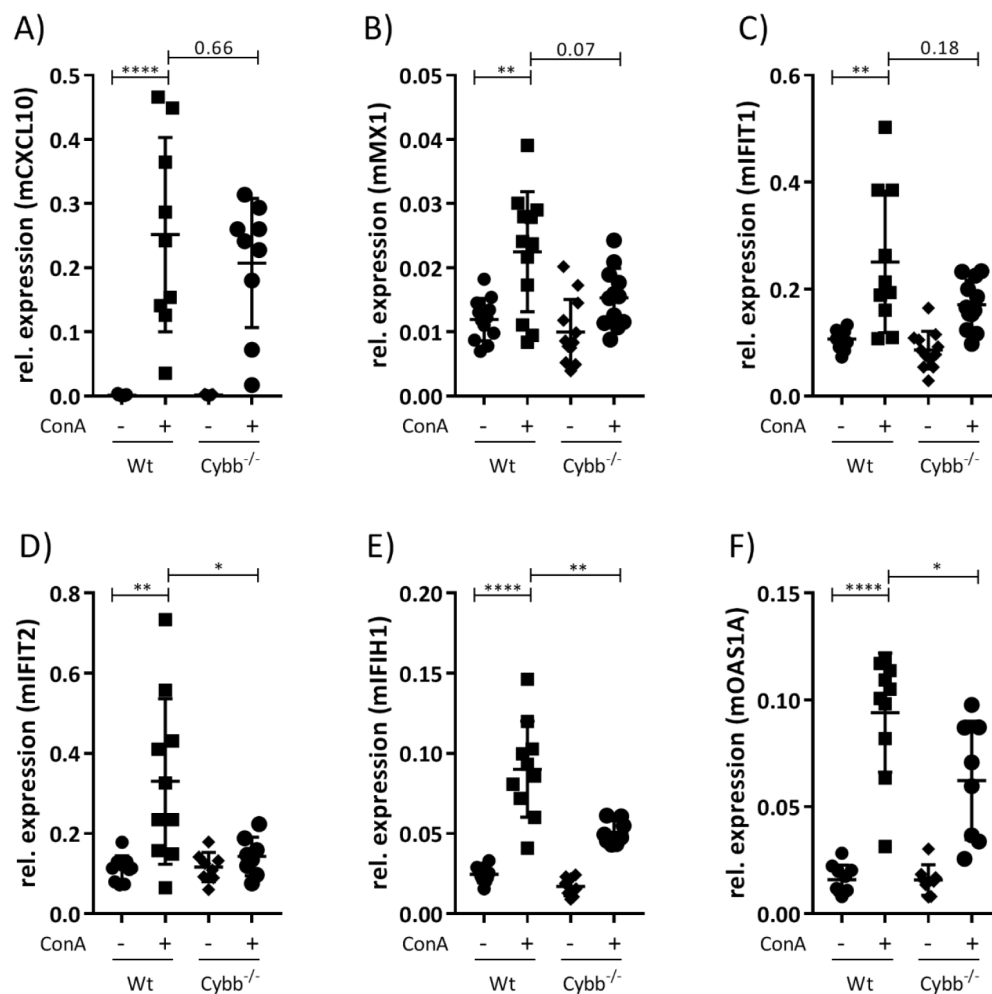 A)
B)
C)
0.66
0.07
0.18
****
**
**
rel. expression (mCXCL10)
0.5
0.4
0.3
0.2
0.1
0.0
rel. expression (mMX1)
0.05
0.04
0.03
0.02
0.01
0.00
rel. expression (mIFIT1)
0.6
0.4
0.2
0.0
ConA - + - +
Wt Cybb-/-
ConA - + - +
Wt Cybb-/-
ConA - + - +
Wt Cybb-/-
D)
E)
F)
*
**
*
**
****
****
rel. expression (mIFIT2)
0.8
0.6
0.4
0.2
0.0
rel. expression (mIFIH1)
0.20
0.15
0.10
0.05
0.00
rel. expression (mOAS1A)
0.15
0.10
0.05
0.00
ConA - + - +
Wt Cybb-/-
ConA - + - +
Wt Cybb-/-
ConA - + - +
Wt Cybb-/-